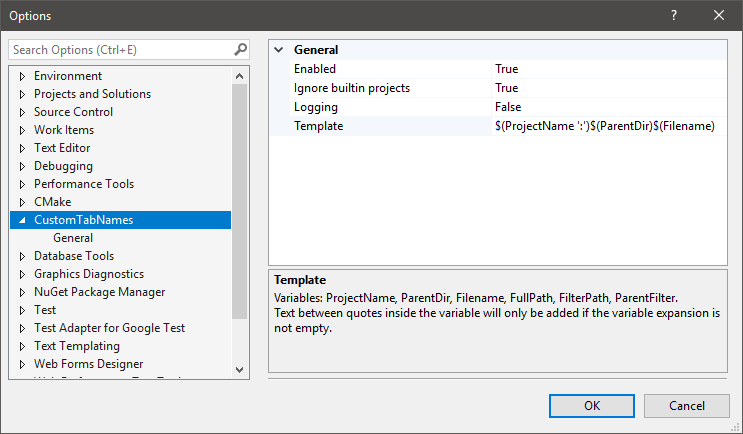 Options
Search Options (Ctrl+E)
Environment
Projects and Solutions
Source Control
Work Items
Text Editor
Debugging
Performance Tools
CMake
CustomTabNames
General
Database Tools
Graphics Diagnostics
NuGet Package Manager
Test
Test Adapter for Google Test
Text Templating
Web Forms Designer
General
Enabled True
Ignore builtin projects True
Logging False
Template $(ProjectName ':')$(ParentDir)$(Filename)
Template
Variables: ProjectName, ParentDir, Filename, FullPath, FilterPath, ParentFilter.
Text between quotes inside the variable will only be added if the variable expansion is
not empty.
OK
Cancel